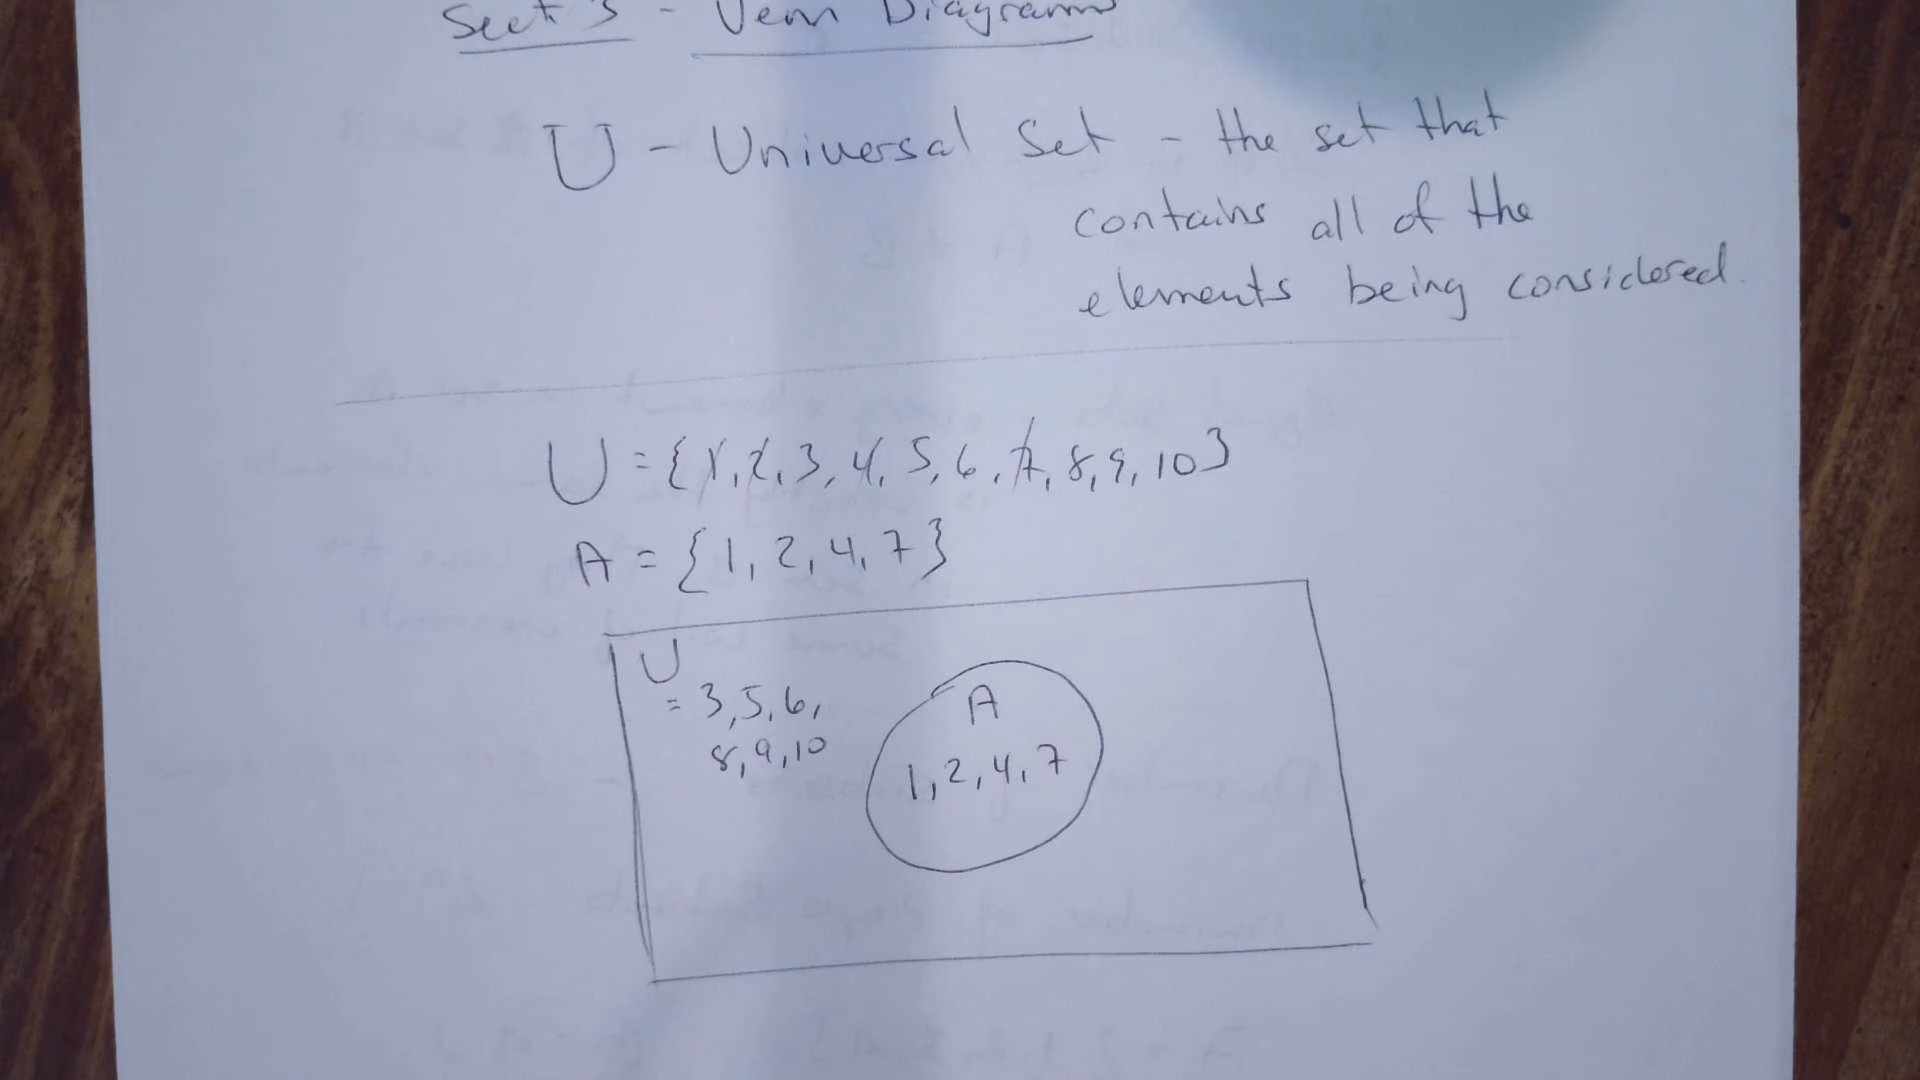 Sect 3 - Venn Diagrams
U - Universal Set - the set that
contains all of the
elements being considered.
U = {1, 2, 3, 4, 5, 6, 7, 8, 9, 10}
A = {1, 2, 4, 7}
U
= 3, 5, 6,
8, 9, 10
A
1, 2, 4, 7